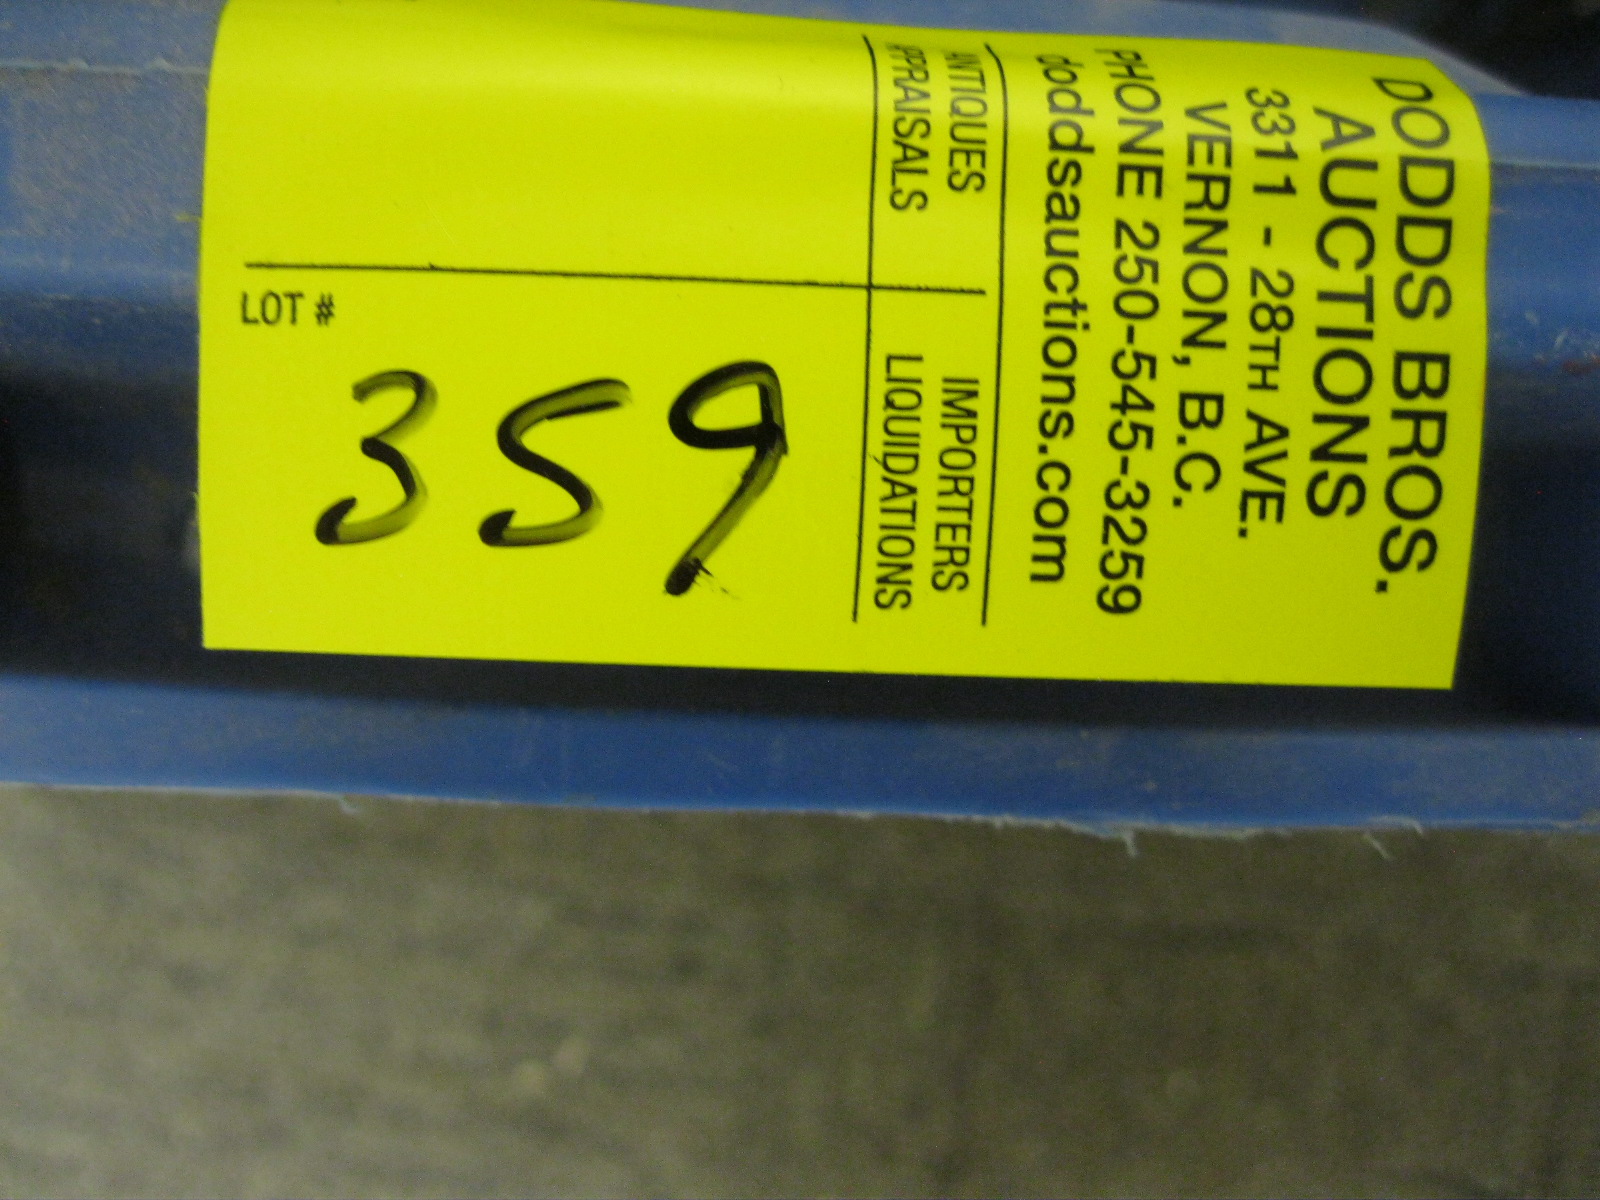 DODDS BROS.
AUCTIONS
3311 - 28TH AVE.
VERNON, B.C.
PHONE 250-545-3259
doddsauctions.com
ANTIQUES IMPORTERS
APPRAISALS LIQUIDATIONS
LOT #
359